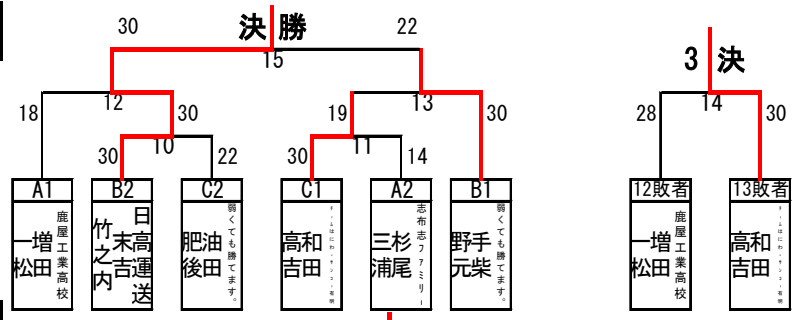 30
決勝
22
15
3決
18
12
30
19
13
30
28
14
30
30
10
22
30
11
14
A1
B2
C2
C1
A2
B1
12敗者
13敗者
鹿屋工業高校
増田
一松
日高運送
末吉
竹之内
弱くても勝てます。
油田
肥後
和田
高吉
志布志ファミリー
杉尾
三浦
弱くても勝てます。
手柴
野元
鹿屋工業高校
増田
一松
和田
高吉